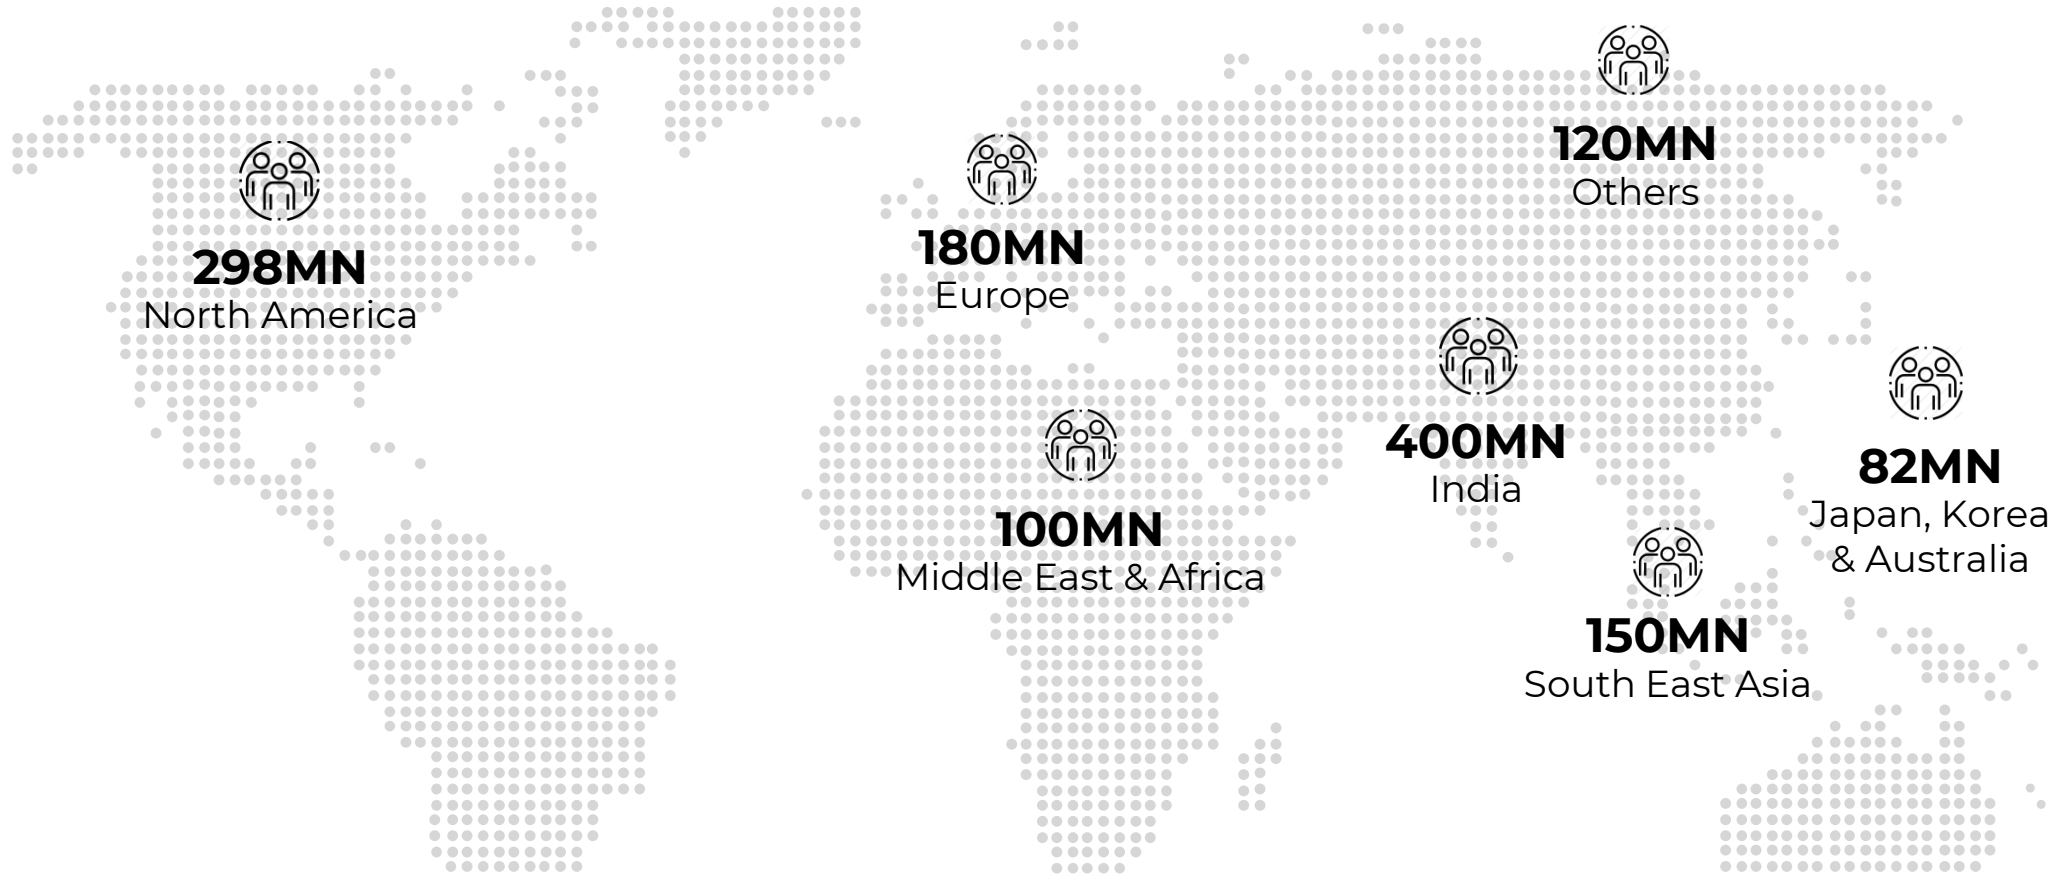 298MN
North America
180MN
Europe
100MN
Middle East & Africa
120MN
Others
400MN
India
150MN
South East Asia
82MN
Japan, Korea
& Australia